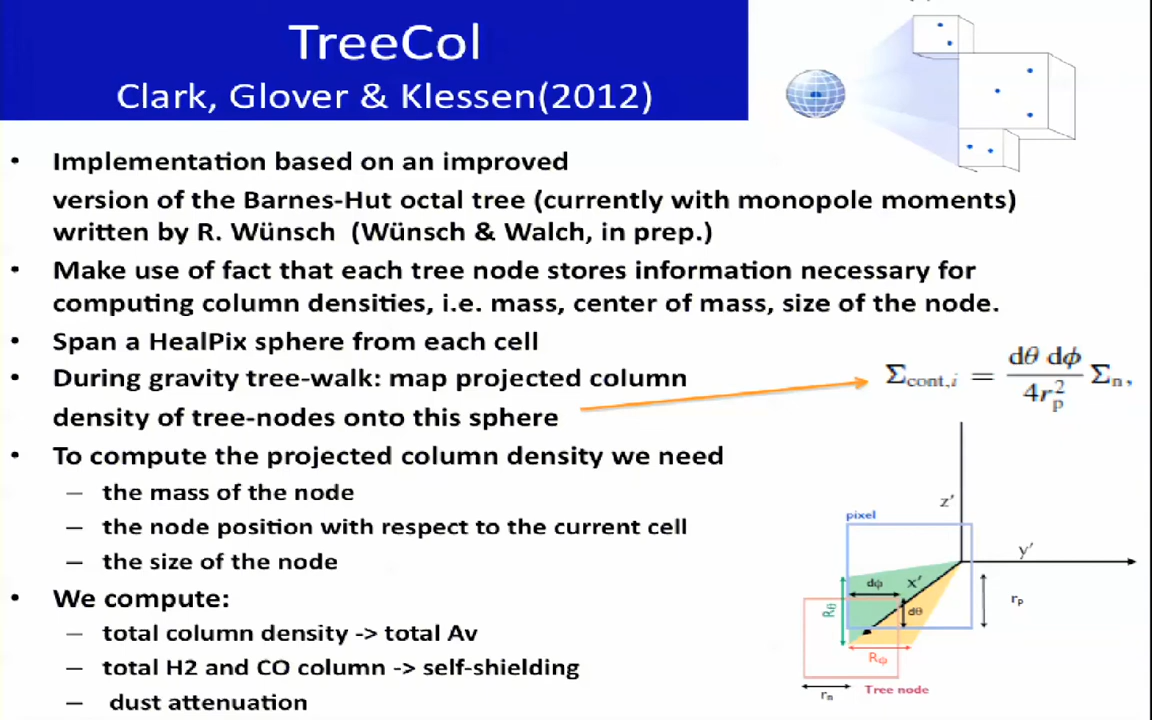 TreeCol
Clark, Glover & Klessen(2012)
• Implementation based on an improved
version of the Barnes-Hut octal tree (currently with monopole moments)
written by R. Wünsch (Wünsch & Walch, in prep.)
• Make use of fact that each tree node stores information necessary for
computing column densities, i.e. mass, center of mass, size of the node.
• Span a HealPix sphere from each cell
• During gravity tree-walk: map projected column
density of tree-nodes onto this sphere
Σcont,i = dθ dϕ / 4r_p^2 Σn,
• To compute the projected column density we need
– the mass of the node
– the node position with respect to the current cell
– the size of the node
• We compute:
– total column density -> total Av
– total H2 and CO column -> self-shielding
– dust attenuation
z′
pixel
y′
dϕ
x′
Rθ
dθ
rp
Rϕ
rn
Tree node